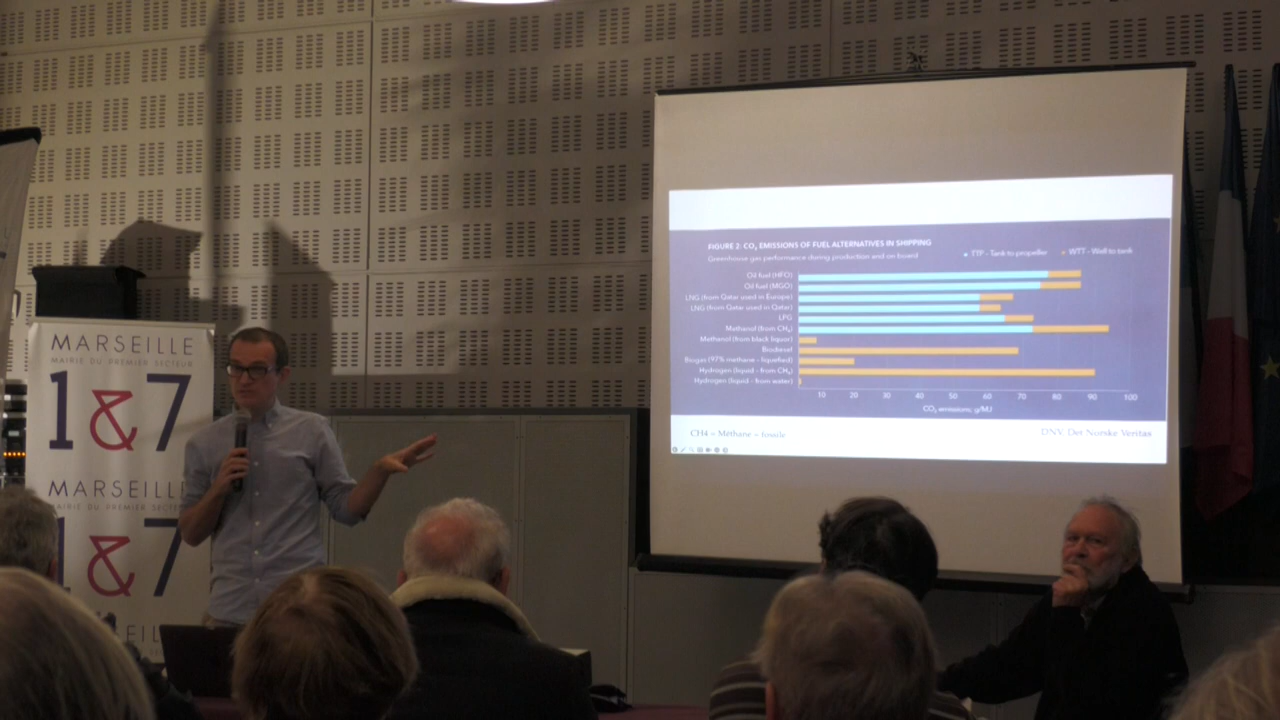 MARSEILLE
MAIRIE DU PREMIER SECTEUR
1&7
MARSEILLE
MAIRIE DU PREMIER SECTEUR
1&7
FIGURE 2: CO₂ EMISSIONS OF FUEL ALTERNATIVES IN SHIPPING
Greenhouse gas performance during production and on board
TTP - Tank to propeller
WTT - Well to tank
Oil fuel (HFO)
Oil fuel (MGO)
LNG (from Qatar used in Europe)
LNG (from Qatar used in Qatar)
LPG
Methanol (from CH₄)
Methanol (from black liquor)
Biodiesel
Biogas (97% methane - liquefied)
Hydrogen (liquid - from CH₄)
Hydrogen (liquid - from water)
10 20 30 40 50 60 70 80 90 100
CO₂ emissions, g/MJ
CH4 = Méthane = fossile
DNV. Det Norske Veritas